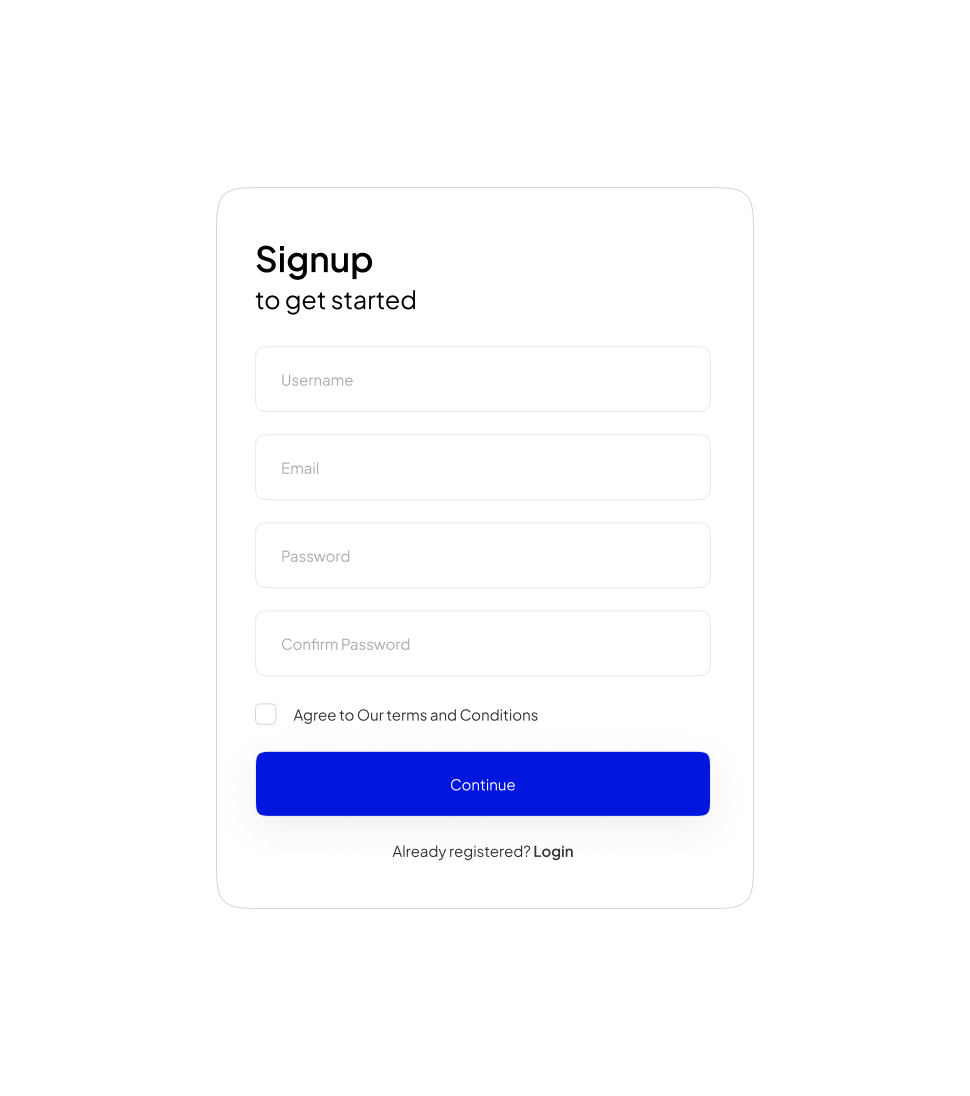 Signup
to get started
Username
Email
Password
Confirm Password
Agree to Our terms and Conditions
Continue
Already registered? Login